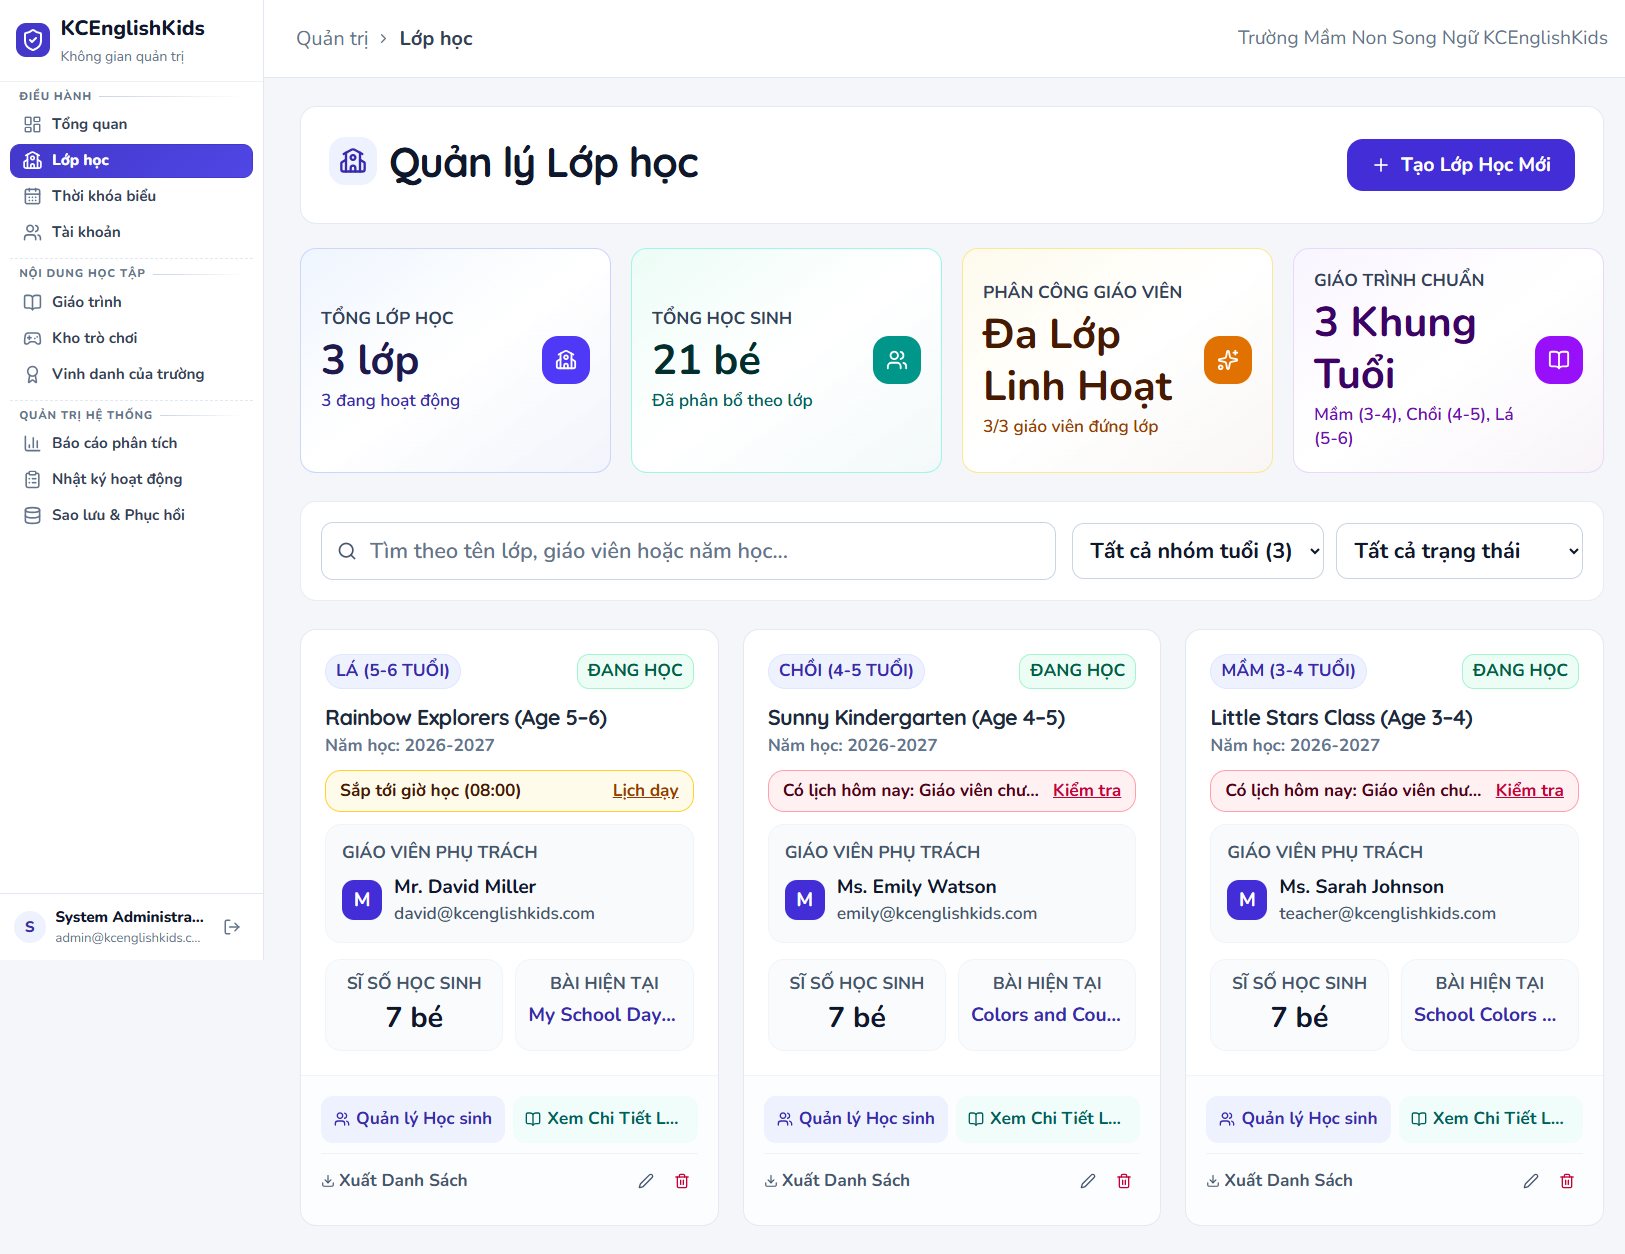 KCEnglishKids
Không gian quản trị
ĐIỀU HÀNH
Tổng quan
Lớp học
Thời khóa biểu
Tài khoản
NỘI DUNG HỌC TẬP
Giáo trình
Kho trò chơi
Vinh danh của trường
QUẢN TRỊ HỆ THỐNG
Báo cáo phân tích
Nhật ký hoạt động
Sao lưu & Phục hồi
S
System Administra...
admin@kcenglishkids.c...
Quản trị › Lớp học
Trường Mầm Non Song Ngữ KCEnglishKids
Quản lý Lớp học
+ Tạo Lớp Học Mới
TỔNG LỚP HỌC
3 lớp
3 đang hoạt động
TỔNG HỌC SINH
21 bé
Đã phân bổ theo lớp
PHÂN CÔNG GIÁO VIÊN
Đa Lớp
Linh Hoạt
3/3 giáo viên đứng lớp
GIÁO TRÌNH CHUẨN
3 Khung
Tuổi
Mầm (3-4), Chồi (4-5), Lá
(5-6)
Tìm theo tên lớp, giáo viên hoặc năm học...
Tất cả nhóm tuổi (3)
Tất cả trạng thái
LÁ (5-6 TUỔI)
ĐANG HỌC
Rainbow Explorers (Age 5–6)
Năm học: 2026-2027
Sắp tới giờ học (08:00)
Lịch dạy
GIÁO VIÊN PHỤ TRÁCH
M
Mr. David Miller
david@kcenglishkids.com
SĨ SỐ HỌC SINH
7 bé
BÀI HIỆN TẠI
My School Day...
Quản lý Học sinh
Xem Chi Tiết L...
Xuất Danh Sách
CHỒI (4-5 TUỔI)
ĐANG HỌC
Sunny Kindergarten (Age 4–5)
Năm học: 2026-2027
Có lịch hôm nay: Giáo viên chư...
Kiểm tra
GIÁO VIÊN PHỤ TRÁCH
M
Ms. Emily Watson
emily@kcenglishkids.com
SĨ SỐ HỌC SINH
7 bé
BÀI HIỆN TẠI
Colors and Cou...
Quản lý Học sinh
Xem Chi Tiết L...
Xuất Danh Sách
MẦM (3-4 TUỔI)
ĐANG HỌC
Little Stars Class (Age 3–4)
Năm học: 2026-2027
Có lịch hôm nay: Giáo viên chư...
Kiểm tra
GIÁO VIÊN PHỤ TRÁCH
M
Ms. Sarah Johnson
teacher@kcenglishkids.com
SĨ SỐ HỌC SINH
7 bé
BÀI HIỆN TẠI
School Colors ...
Quản lý Học sinh
Xem Chi Tiết L...
Xuất Danh Sách